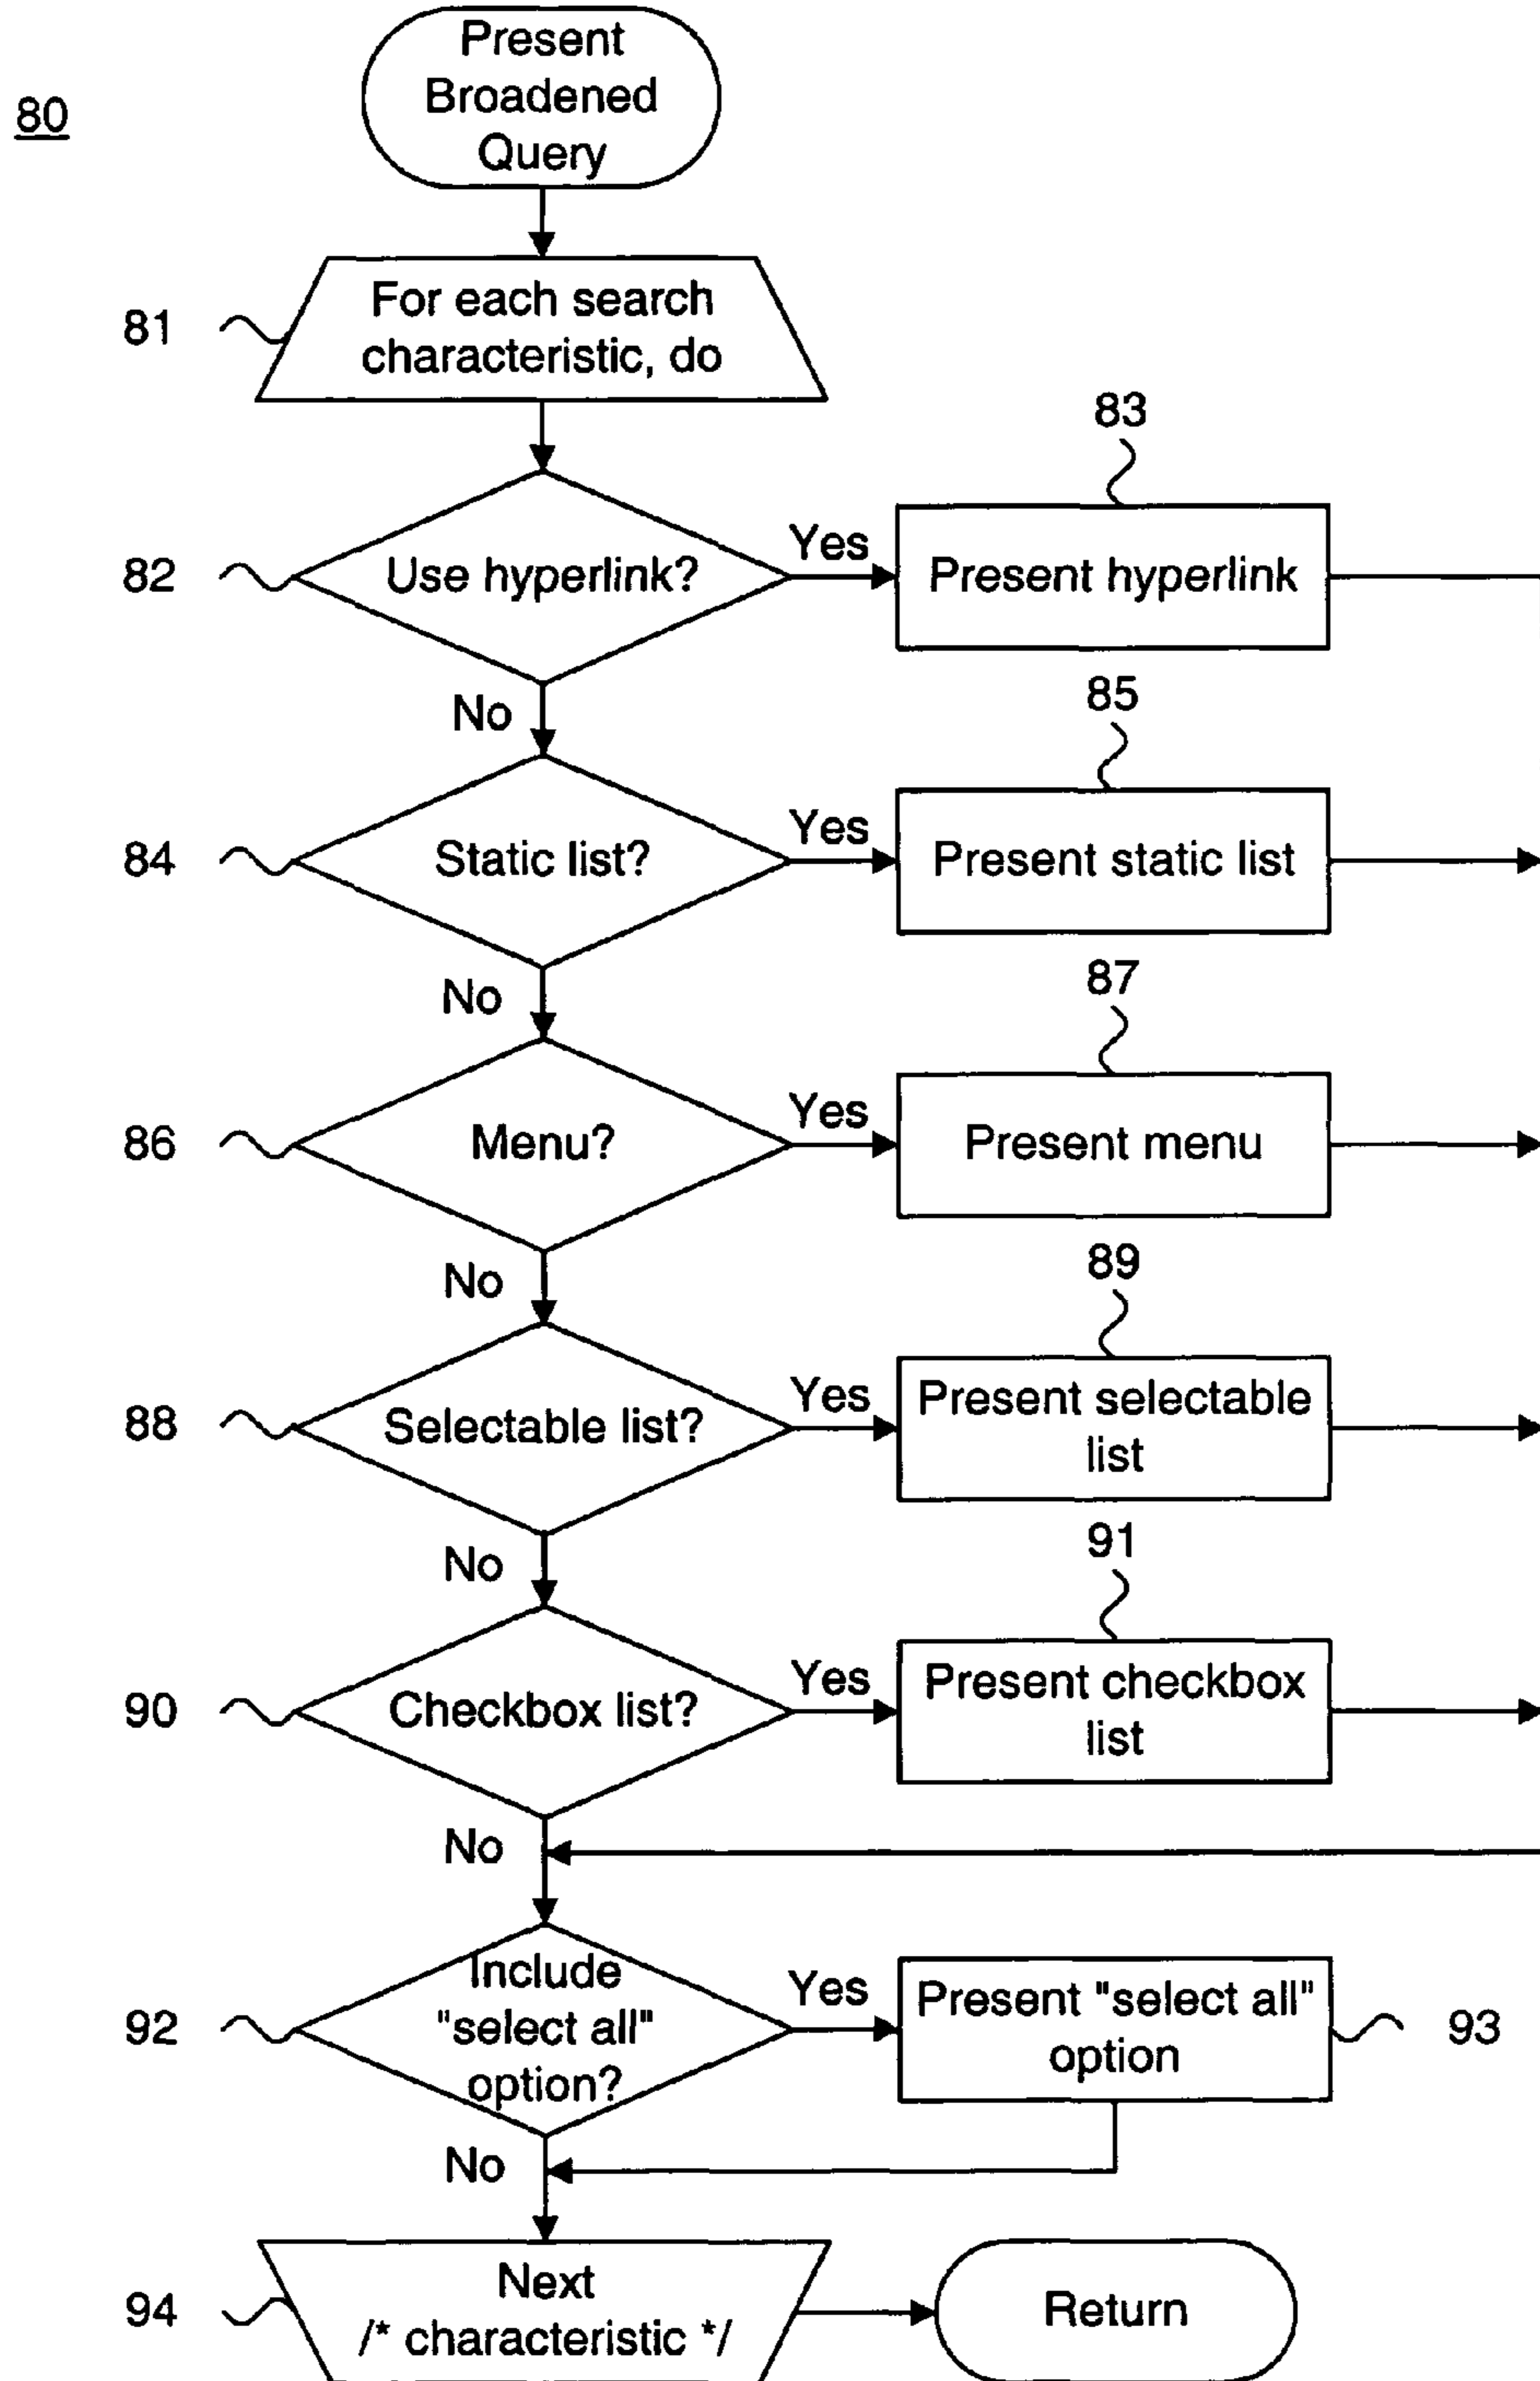 80
Present
Broadened
Query
81
For each search
characteristic, do
82
Use hyperlink?
Yes
83
Present hyperlink
No
84
Static list?
Yes
85
Present static list
No
86
Menu?
Yes
87
Present menu
No
88
Selectable list?
Yes
89
Present selectable
list
No
90
Checkbox list?
Yes
91
Present checkbox
list
No
92
Include
"select all"
option?
Yes
Present "select all"
option
93
No
94
Next
/* characteristic */
Return